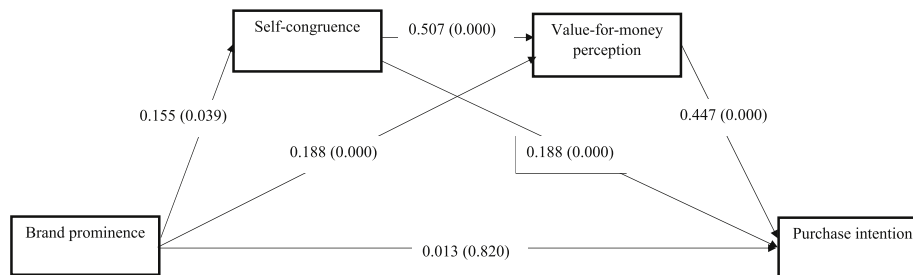 Self-congruence
0.507 (0.000)
Value-for-money
perception
0.155 (0.039)
0.447 (0.000)
0.188 (0.000)
0.188 (0.000)
Brand prominence
0.013 (0.820)
Purchase intention